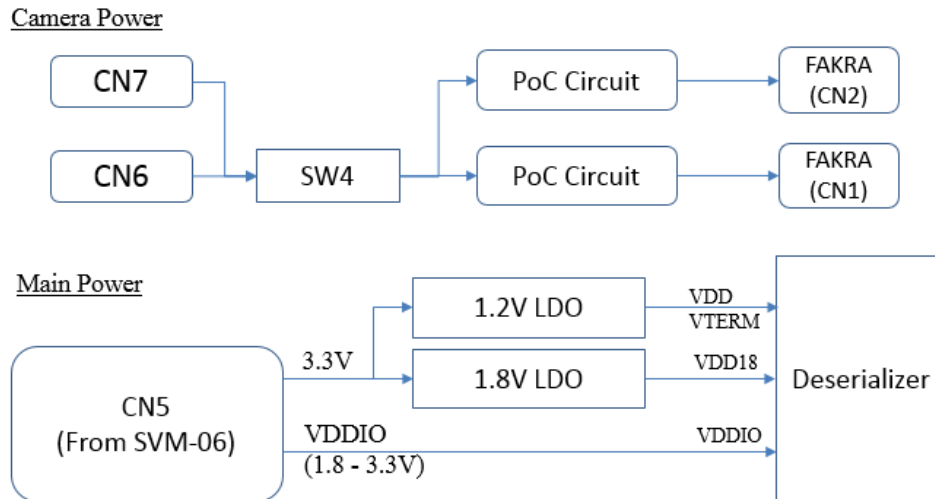 Camera Power
CN7
PoC Circuit
FAKRA
(CN2)
CN6
SW4
PoC Circuit
FAKRA
(CN1)
Main Power
1.2V LDO
VDD
VTERM
3.3V
1.8V LDO
VDD18
Deserializer
CN5
(From SVM-06)
VDDIO
(1.8 - 3.3V)
VDDIO